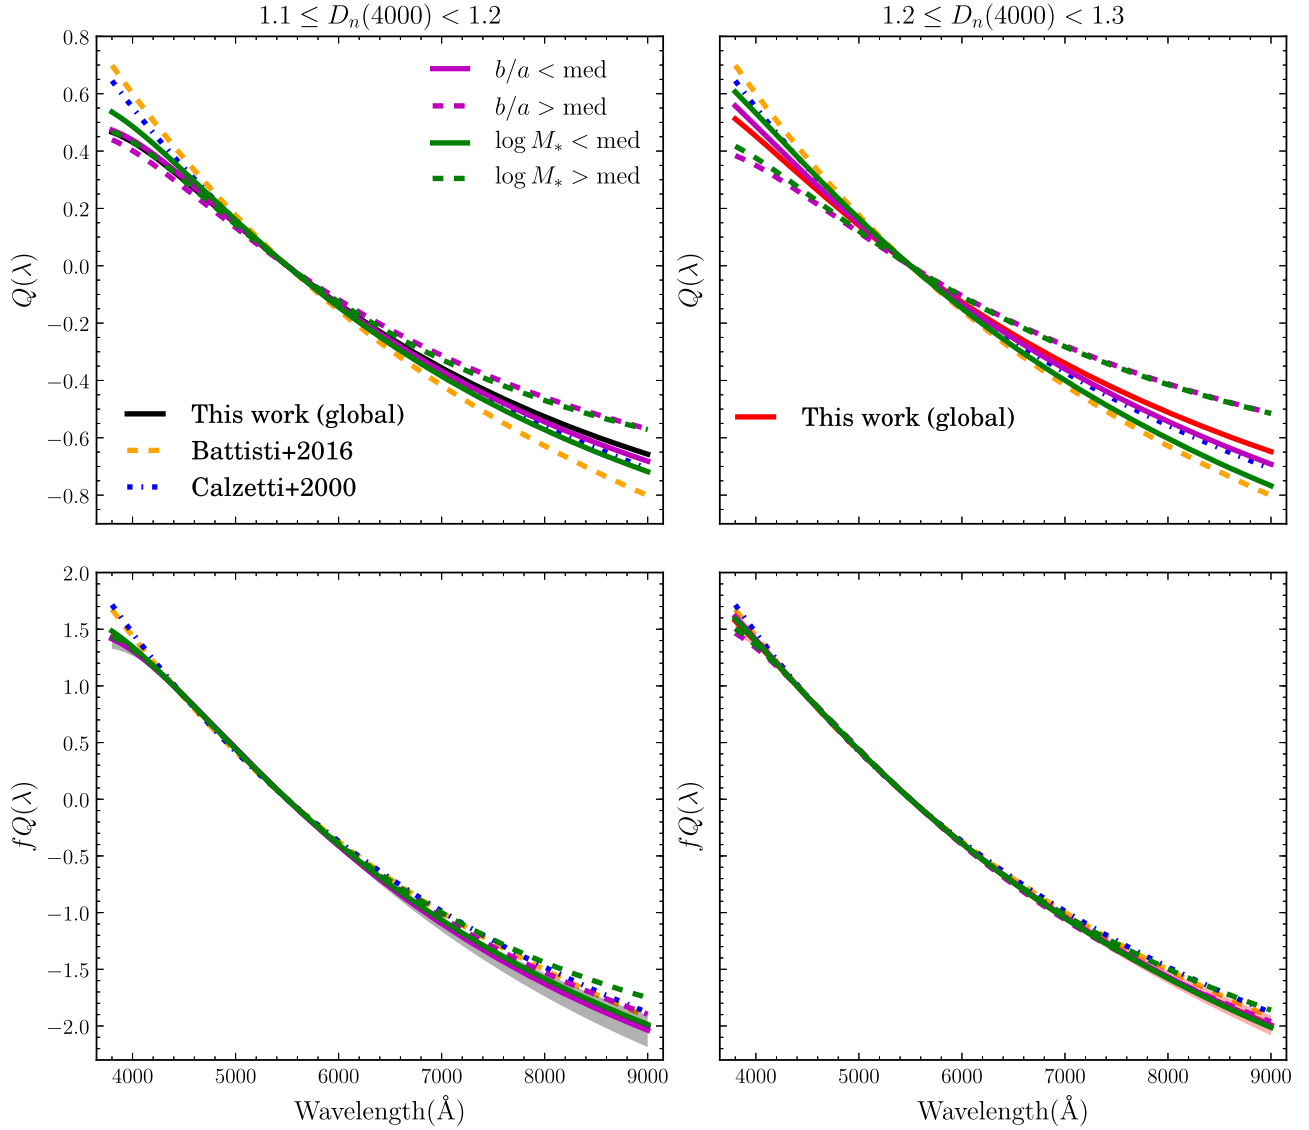 1.1 ≤ Dₙ(4000) < 1.2
1.2 ≤ Dₙ(4000) < 1.3
0.8
0.6
0.4
0.2
0.0
−0.2
−0.4
−0.6
−0.8
Q(λ)
b/a < med
b/a > med
log M∗ < med
log M∗ > med
This work (global)
Battisti+2016
Calzetti+2000
Q(λ)
This work (global)
2.0
1.5
1.0
0.5
0.0
−0.5
−1.0
−1.5
−2.0
fQ(λ)
fQ(λ)
4000 5000 6000 7000 8000 9000
4000 5000 6000 7000 8000 9000
Wavelength(Å)
Wavelength(Å)